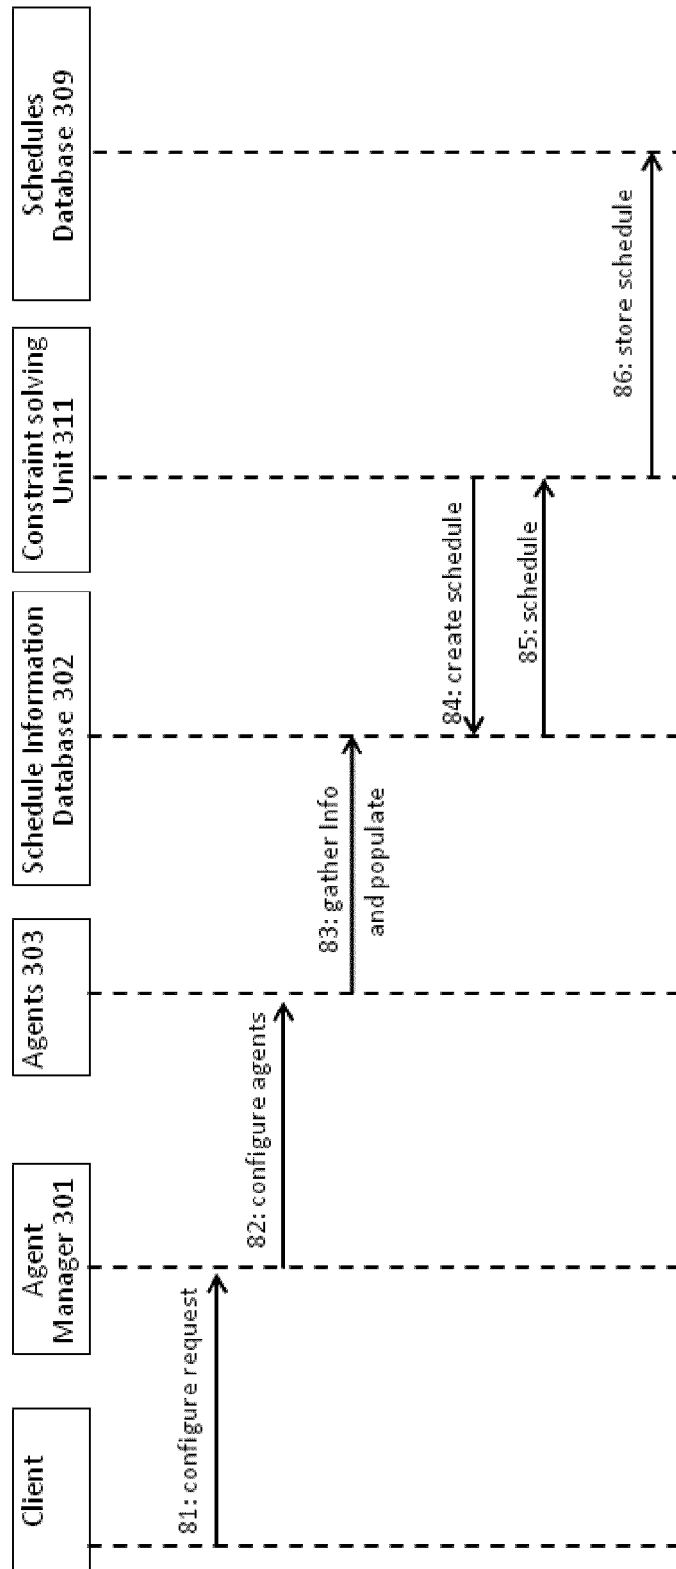 Client
Agent
Manager 301
Agents 303
Schedule Information
Database 302
Constraint solving
Unit 311
Schedules
Database 309
81: configure request
82: configure agents
83: gather Info
and populate
84: create schedule
85: schedule
86: store schedule